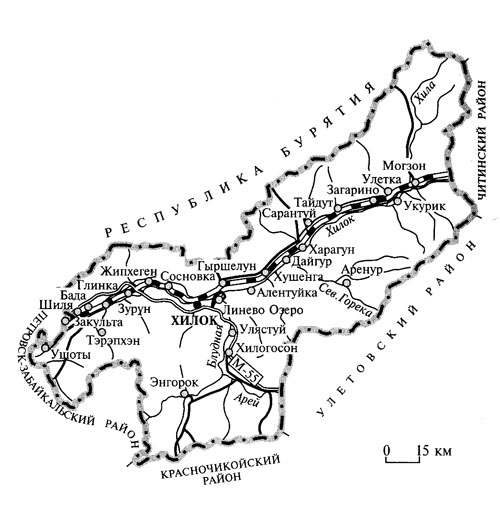 РЕСПУБЛИКА БУРЯТИЯ
ЧИТИНСКИЙ РАЙОН
УЛЕТОВСКИЙ РАЙОН
КРАСНОЧИКОЙСКИЙ
РАЙОН
ПЕТРОВСК-ЗАБАЙКАЛЬСКИЙ РАЙОН
Хила
Могзон
Улетка
Загарино
Тайдут
Укурик
Сарантуй
Хилок
Харагун
Дайгур
Гыршелун
Хушенга
Аренур
Жипхеген
Сосновка
Алентуйка
Сев. Горека
Глинка
Бада
Зурун
Линево Озеро
Шиля
ХИЛОК
Закульта
Улястуй
Тэрэпхэн
Ушоты
Блудная
Хилогосон
М-55
Энгорок
Арей
0 15 км